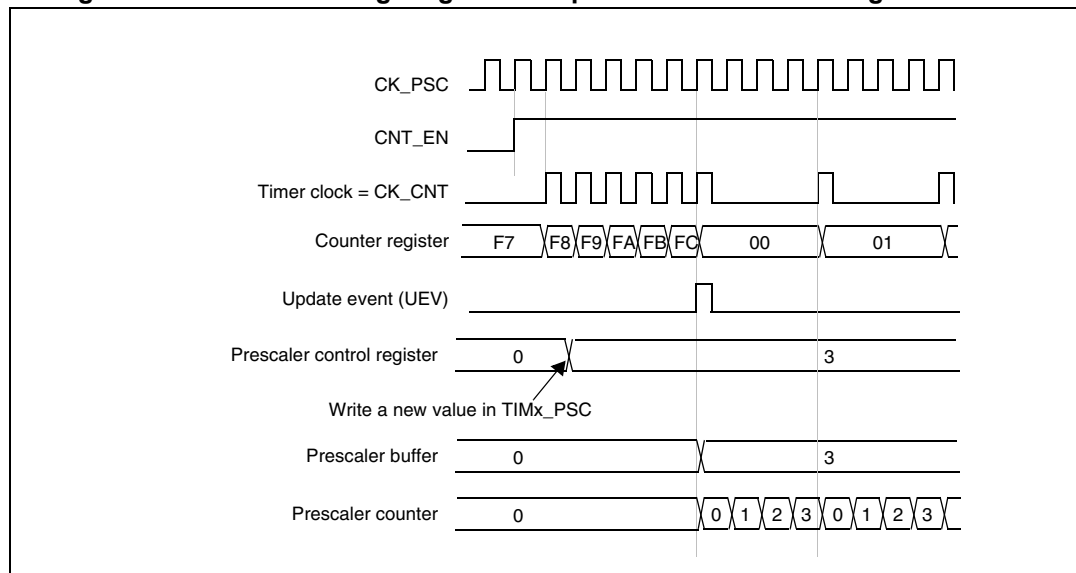 CK_PSC
CNT_EN
Timer clock = CK_CNT
Counter register F7 F8 F9 FA FB FC 00 01
Update event (UEV)
Prescaler control register 0 3
Write a new value in TIMx_PSC
Prescaler buffer 0 3
Prescaler counter 0 0 1 2 3 0 1 2 3